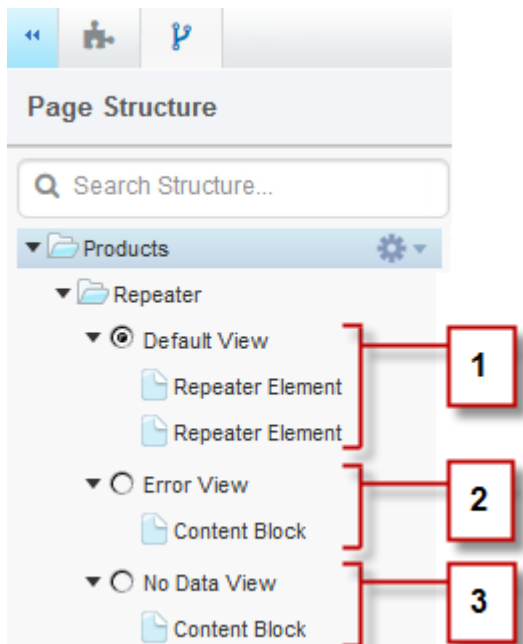 Page Structure
Search Structure...
Products
Repeater
Default View
Repeater Element
Repeater Element
1
Error View
Content Block
2
No Data View
Content Block
3